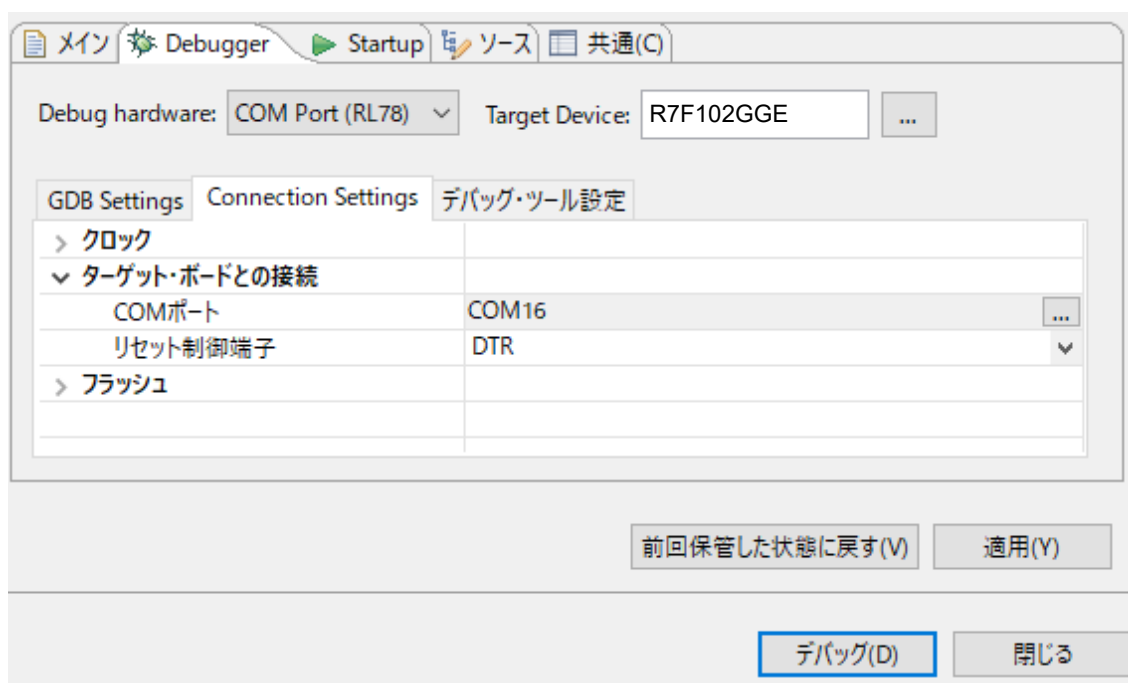 メイン Debugger Startup ソース 共通(C)
Debug hardware: COM Port (RL78) Target Device: R7F102GGE ...
GDB Settings Connection Settings デバッグ・ツール設定
クロック
ターゲット・ボードとの接続
COMポート COM16 ...
リセット制御端子 DTR
フラッシュ
前回保管した状態に戻す(V) 適用(Y)
デバッグ(D) 閉じる